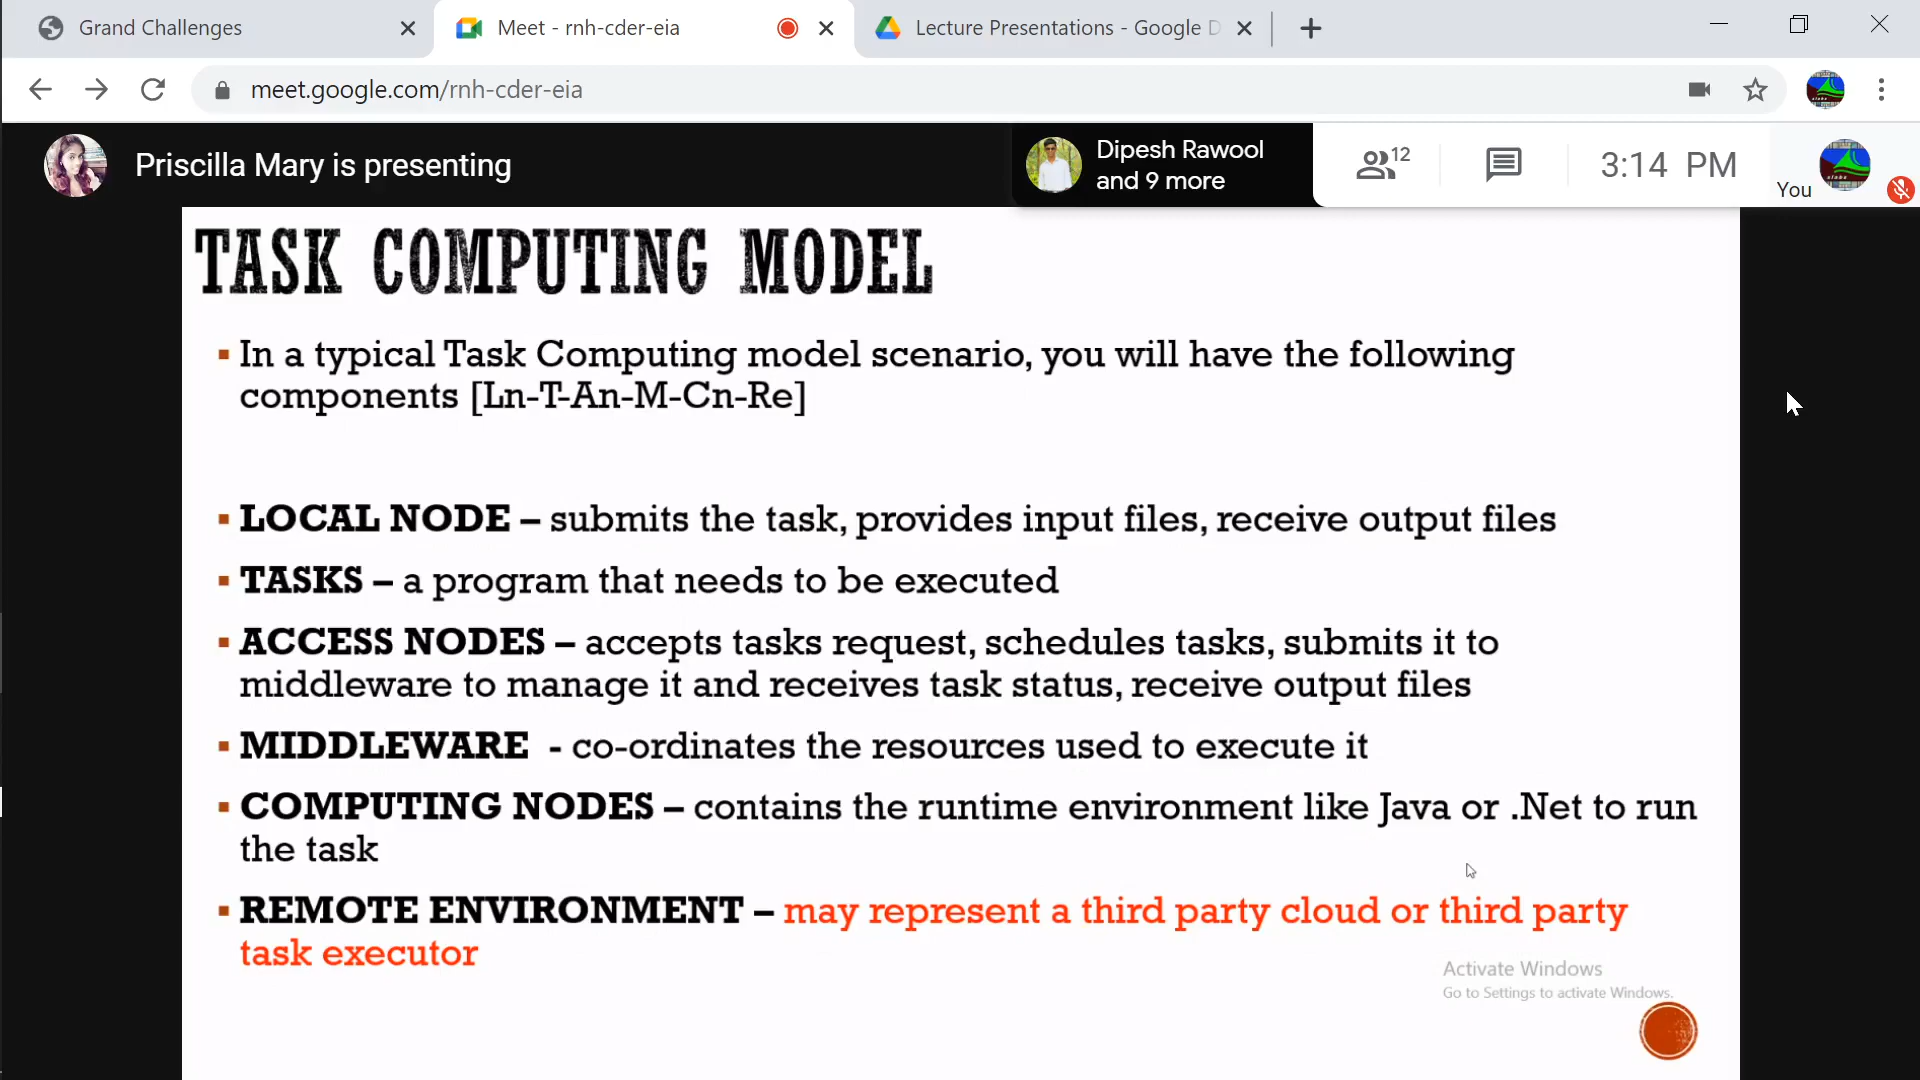 Grand Challenges
Meet - rnh-cder-eia
Lecture Presentations - Google D
meet.google.com/rnh-cder-eia
Priscilla Mary is presenting
Dipesh Rawool
and 9 more
12
3:14 PM
You
TASK COMPUTING MODEL
▪ In a typical Task Computing model scenario, you will have the following
components [Ln-T-An-M-Cn-Re]
▪ LOCAL NODE – submits the task, provides input files, receive output files
▪ TASKS – a program that needs to be executed
▪ ACCESS NODES – accepts tasks request, schedules tasks, submits it to
middleware to manage it and receives task status, receive output files
▪ MIDDLEWARE - co-ordinates the resources used to execute it
▪ COMPUTING NODES – contains the runtime environment like Java or .Net to run
the task
▪ REMOTE ENVIRONMENT – may represent a third party cloud or third party
task executor
Activate Windows
Go to Settings to activate Windows.